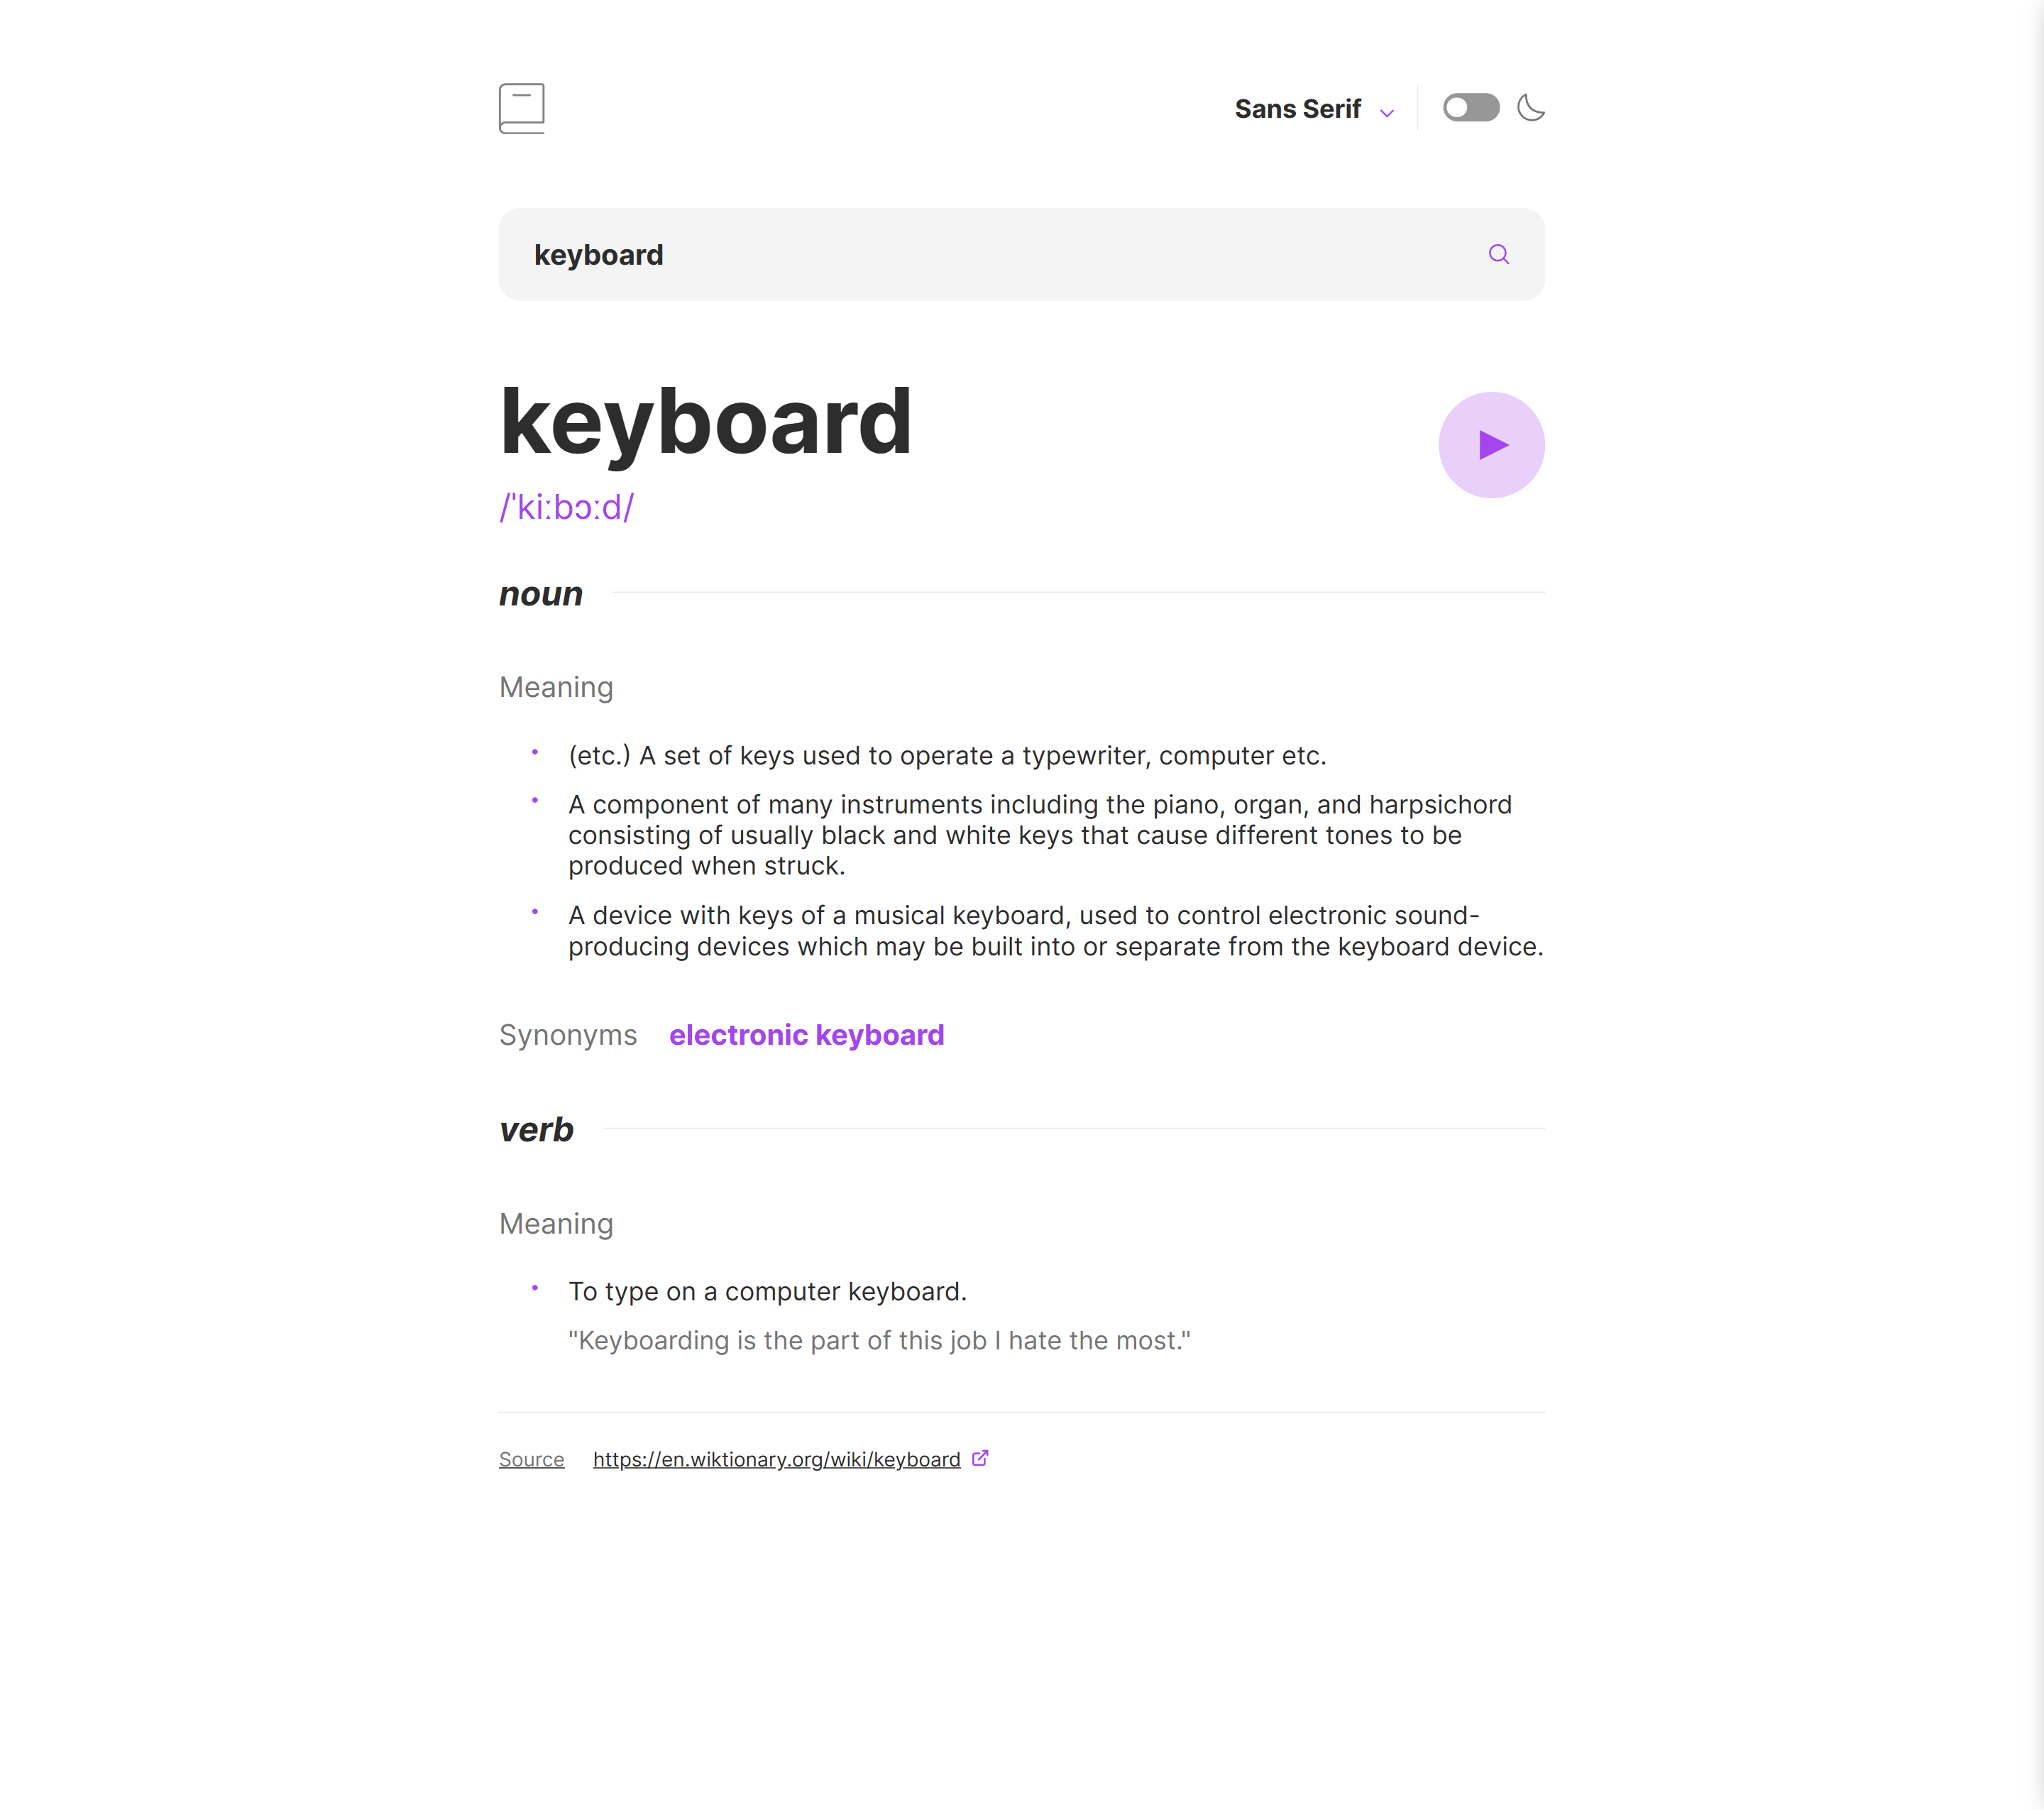 Sans Serif
keyboard
keyboard
/ˈkiːbɔːd/
noun
Meaning
(etc.) A set of keys used to operate a typewriter, computer etc.
A component of many instruments including the piano, organ, and harpsichord
consisting of usually black and white keys that cause different tones to be
produced when struck.
A device with keys of a musical keyboard, used to control electronic sound-
producing devices which may be built into or separate from the keyboard device.
Synonyms electronic keyboard
verb
Meaning
To type on a computer keyboard.
"Keyboarding is the part of this job I hate the most."
Source https://en.wiktionary.org/wiki/keyboard